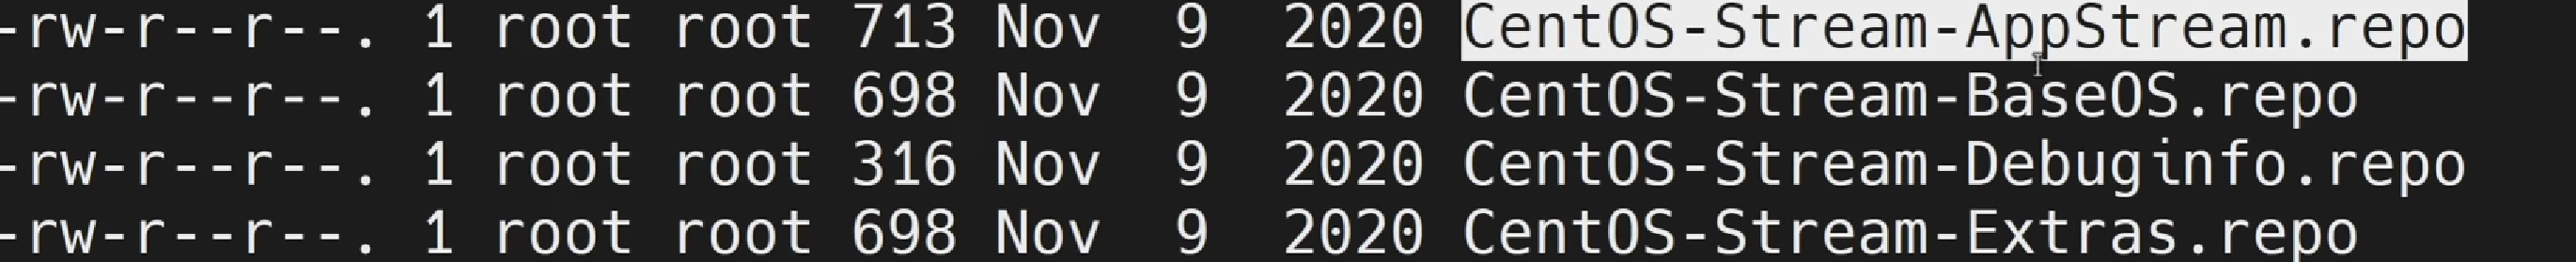 -rw-r--r--. 1 root root 713 Nov  9  2020 CentOS-Stream-AppStream.repo
-rw-r--r--. 1 root root 698 Nov  9  2020 CentOS-Stream-BaseOS.repo
-rw-r--r--. 1 root root 316 Nov  9  2020 CentOS-Stream-Debuginfo.repo
-rw-r--r--. 1 root root 698 Nov  9  2020 CentOS-Stream-Extras.repo